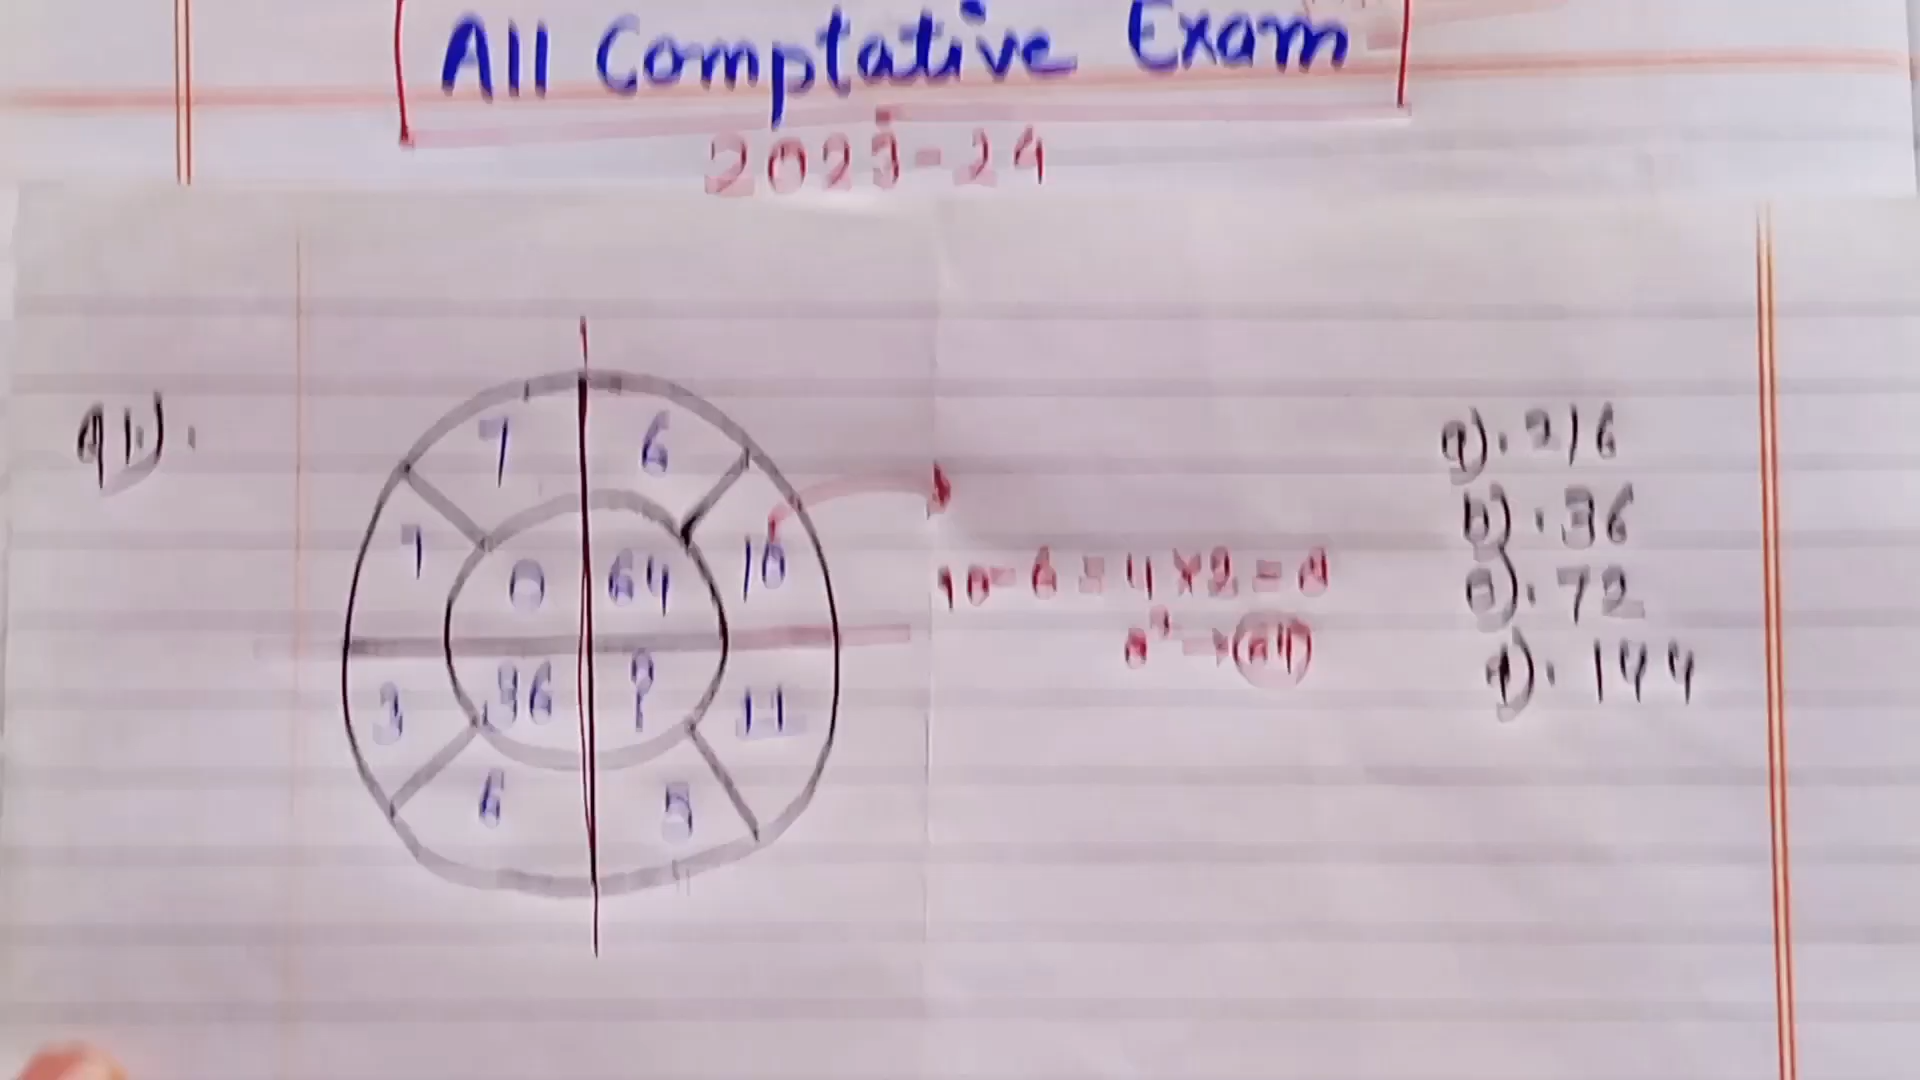 All Comptative Exam
2023-24
Q1).
7 6
7 0 64 10
10-6=4×2=8
8²→64
3 36 ? 11
6 5
a). 216
b). 36
c). 72
d). 144